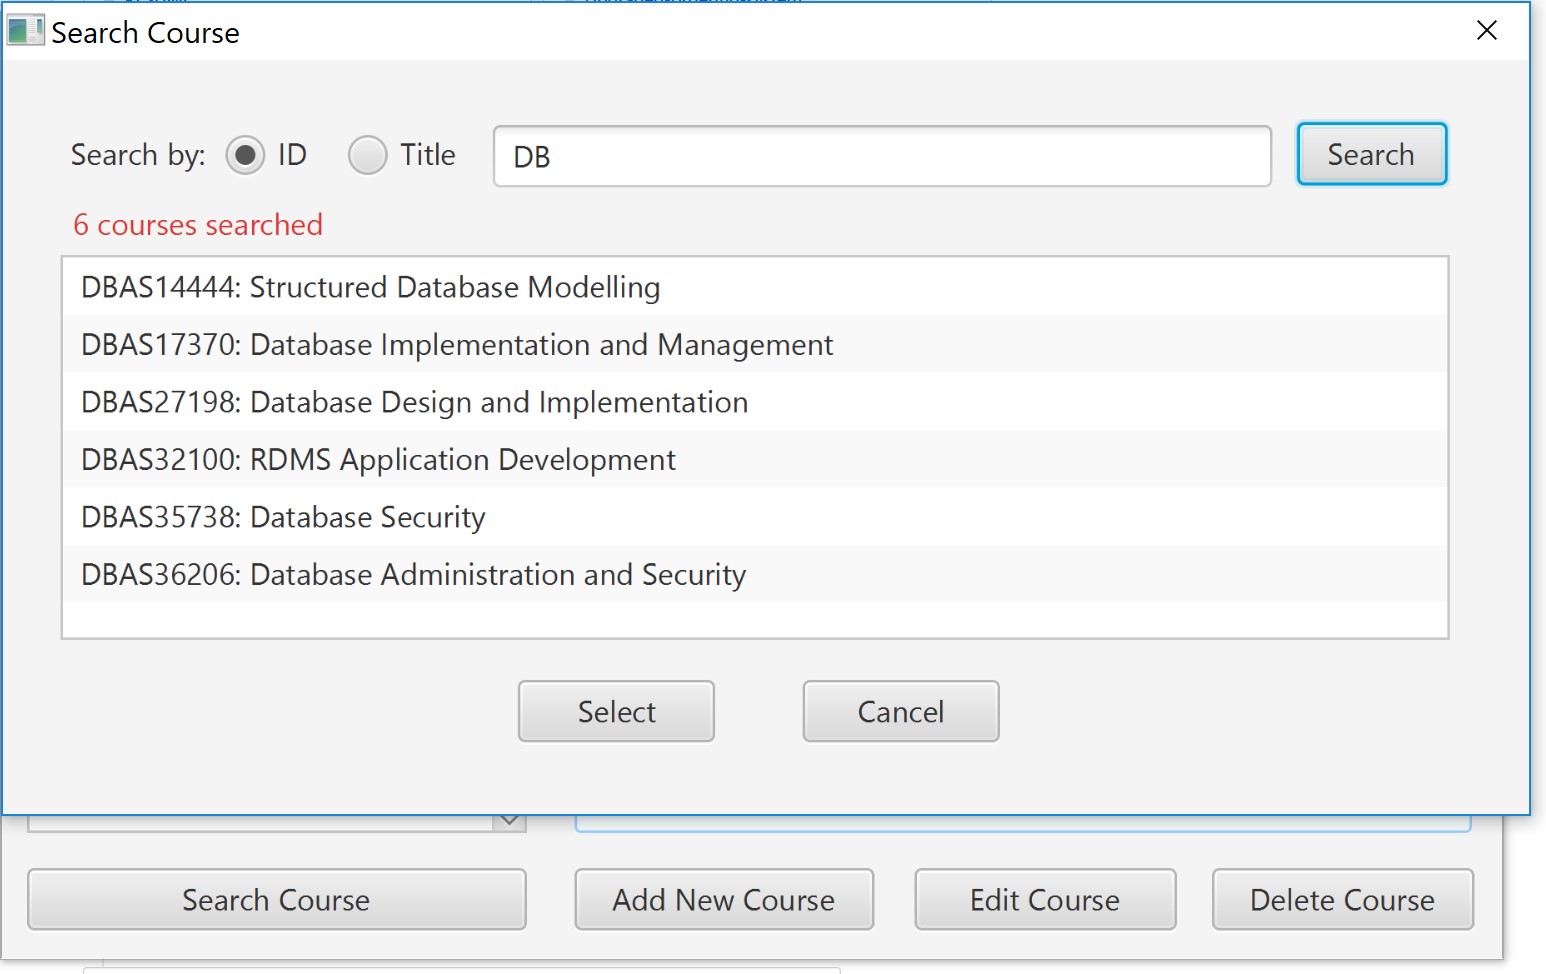 Search Course
Search by: ID Title DB Search
6 courses searched
DBAS14444: Structured Database Modelling
DBAS17370: Database Implementation and Management
DBAS27198: Database Design and Implementation
DBAS32100: RDMS Application Development
DBAS35738: Database Security
DBAS36206: Database Administration and Security
Select Cancel
Search Course Add New Course Edit Course Delete Course